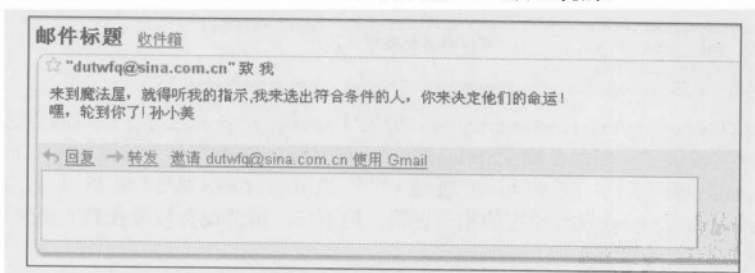 邮件标题 收件箱
☆ "dutwfq@sina.com.cn" 致 我
来到魔法屋，就得听我的指示,我来选出符合条件的人，你来决定他们的命运！
嘿，轮到你了! 孙小美
回复 → 转发 邀请 dutwfq@sina.com.cn 使用 Gmail